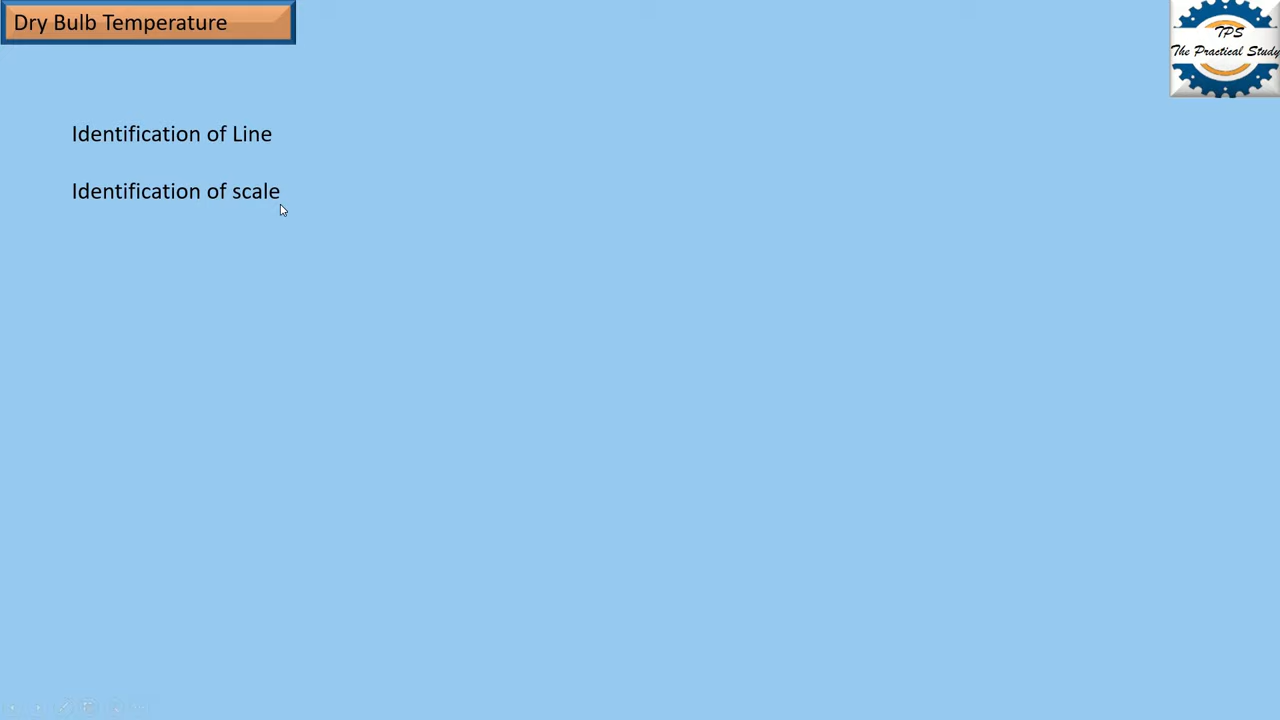 Dry Bulb Temperature
TPS
The Practical Study
Identification of Line
Identification of scale